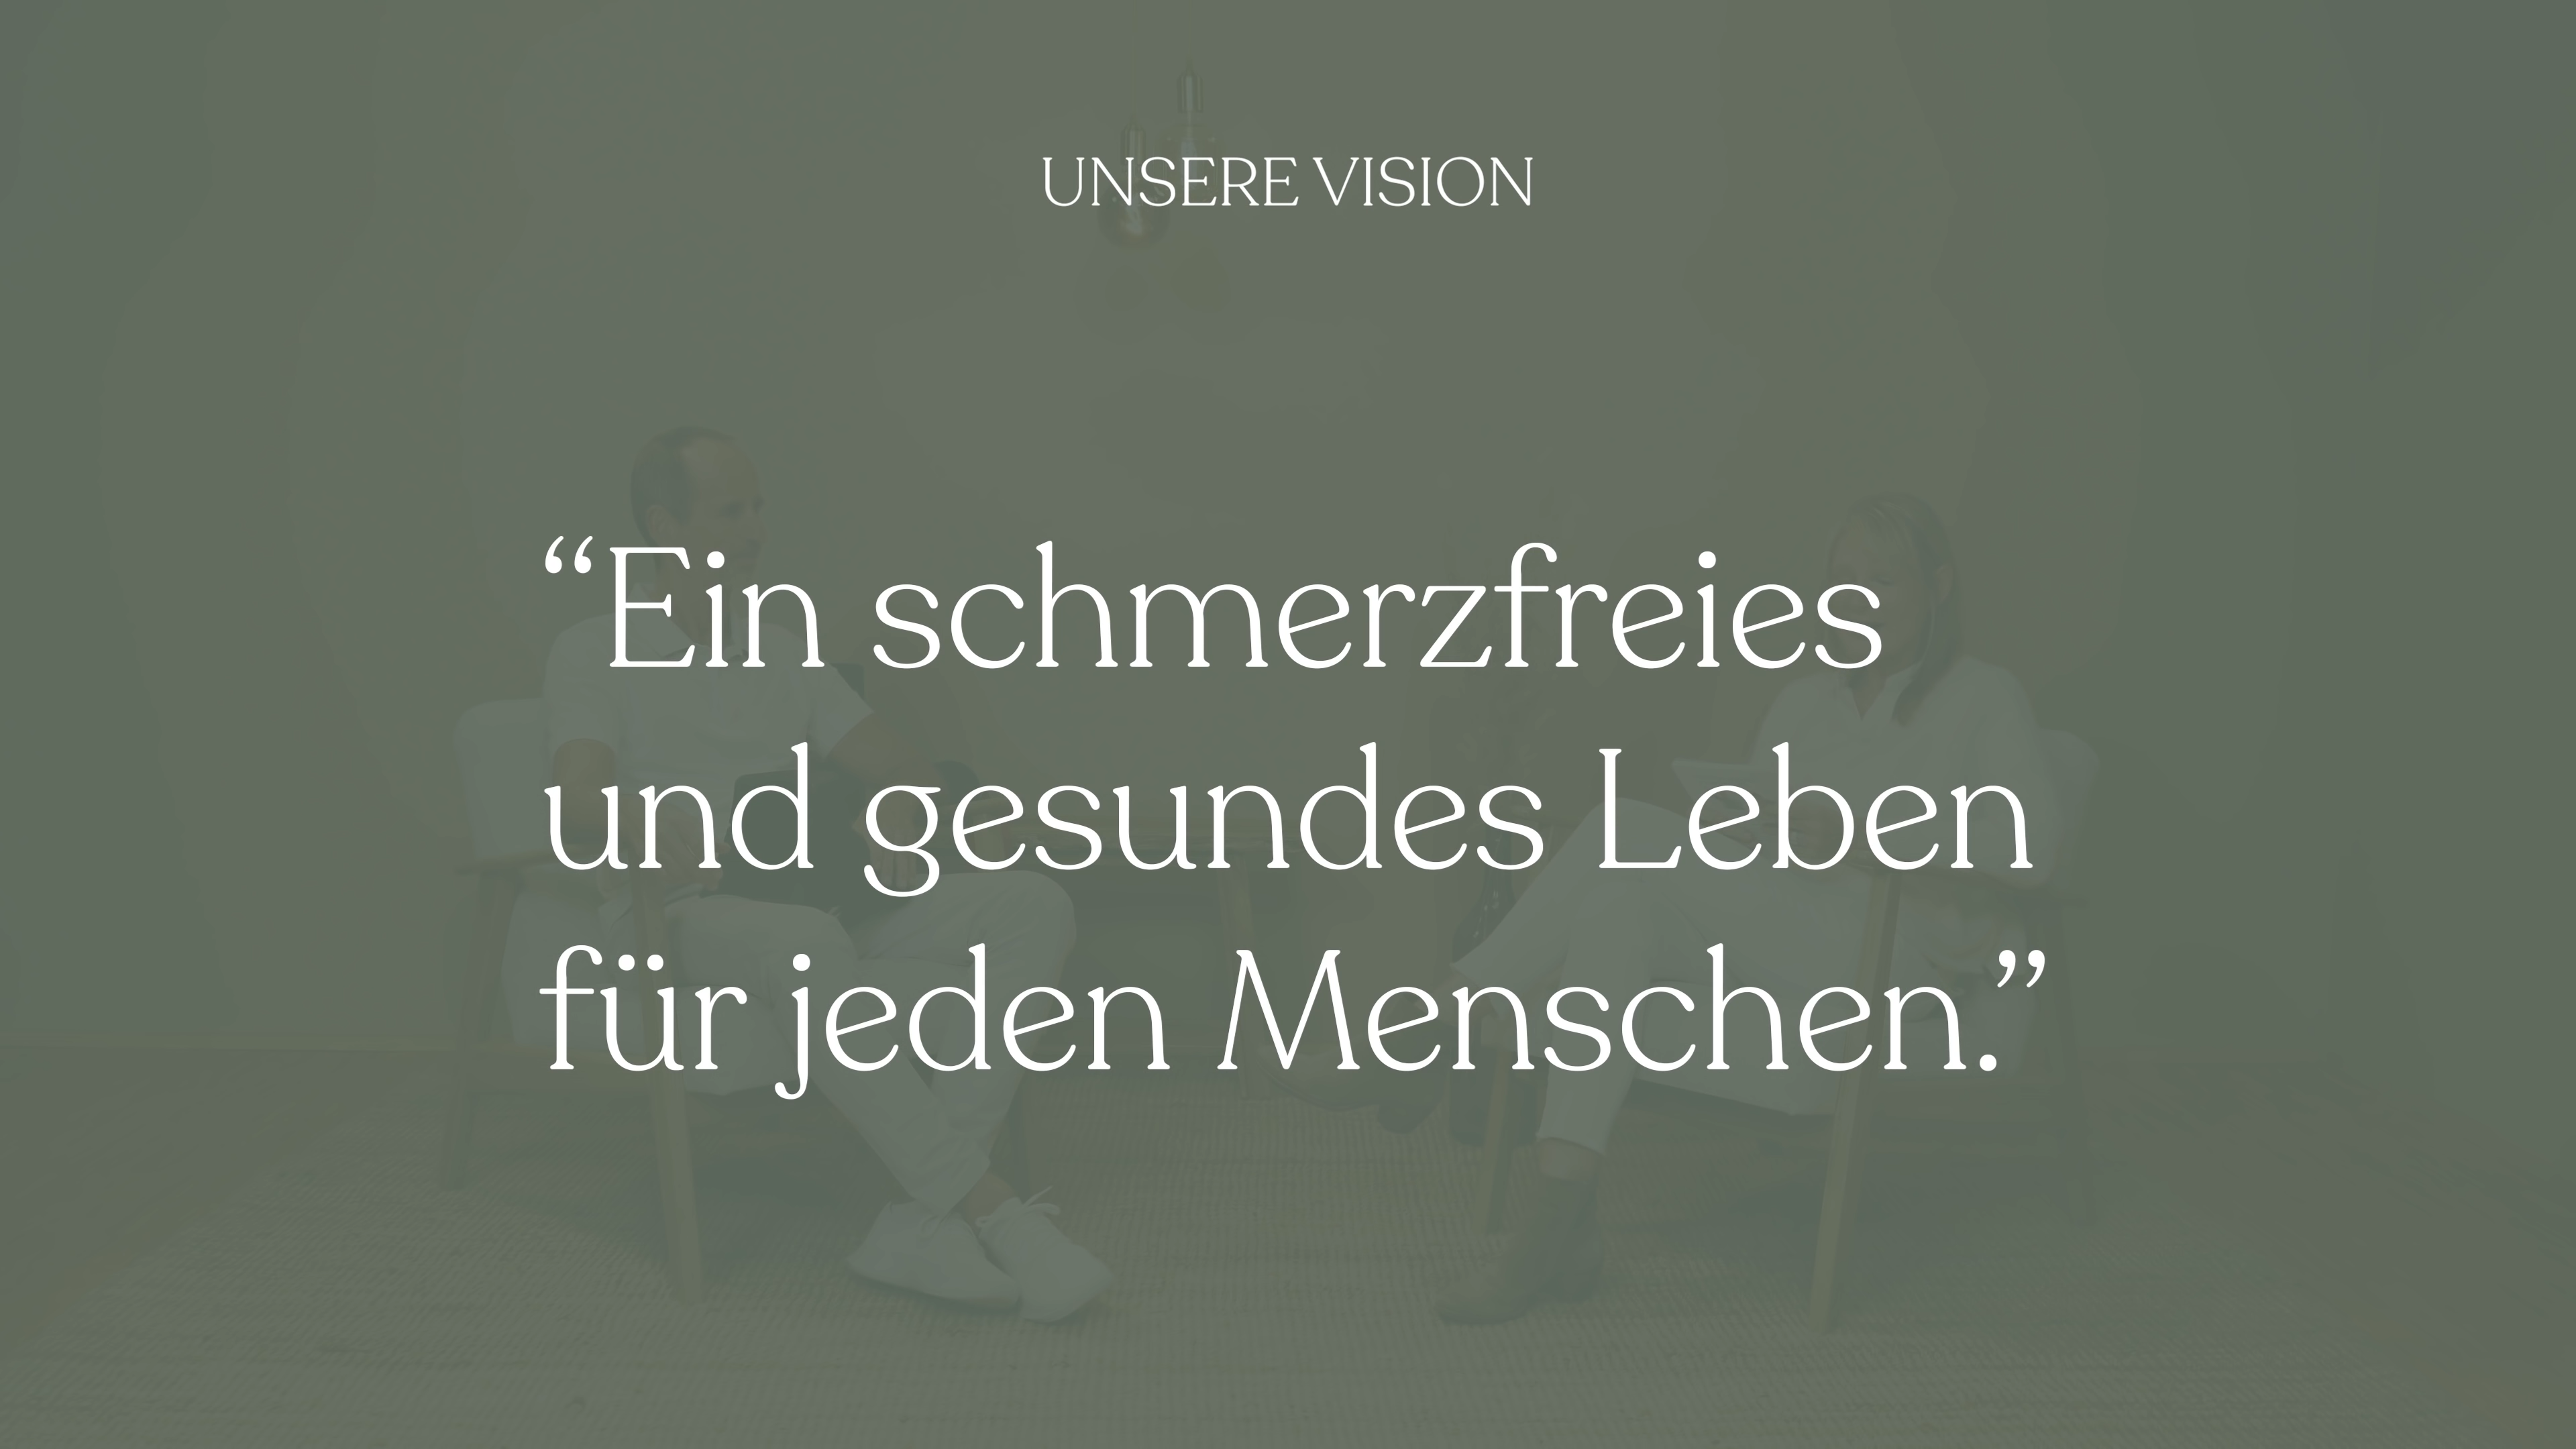 UNSERE VISION
“Ein schmerzfreies
und gesundes Leben
für jeden Menschen.”